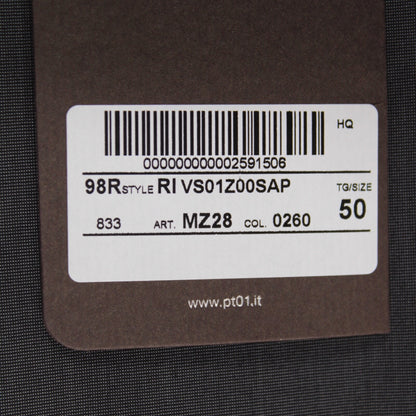 HQ
000000000002591506
98R STYLE RI VS01Z00SAP TG/SIZE
833 ART. MZ28 COL. 0260 50
www.pt01.it